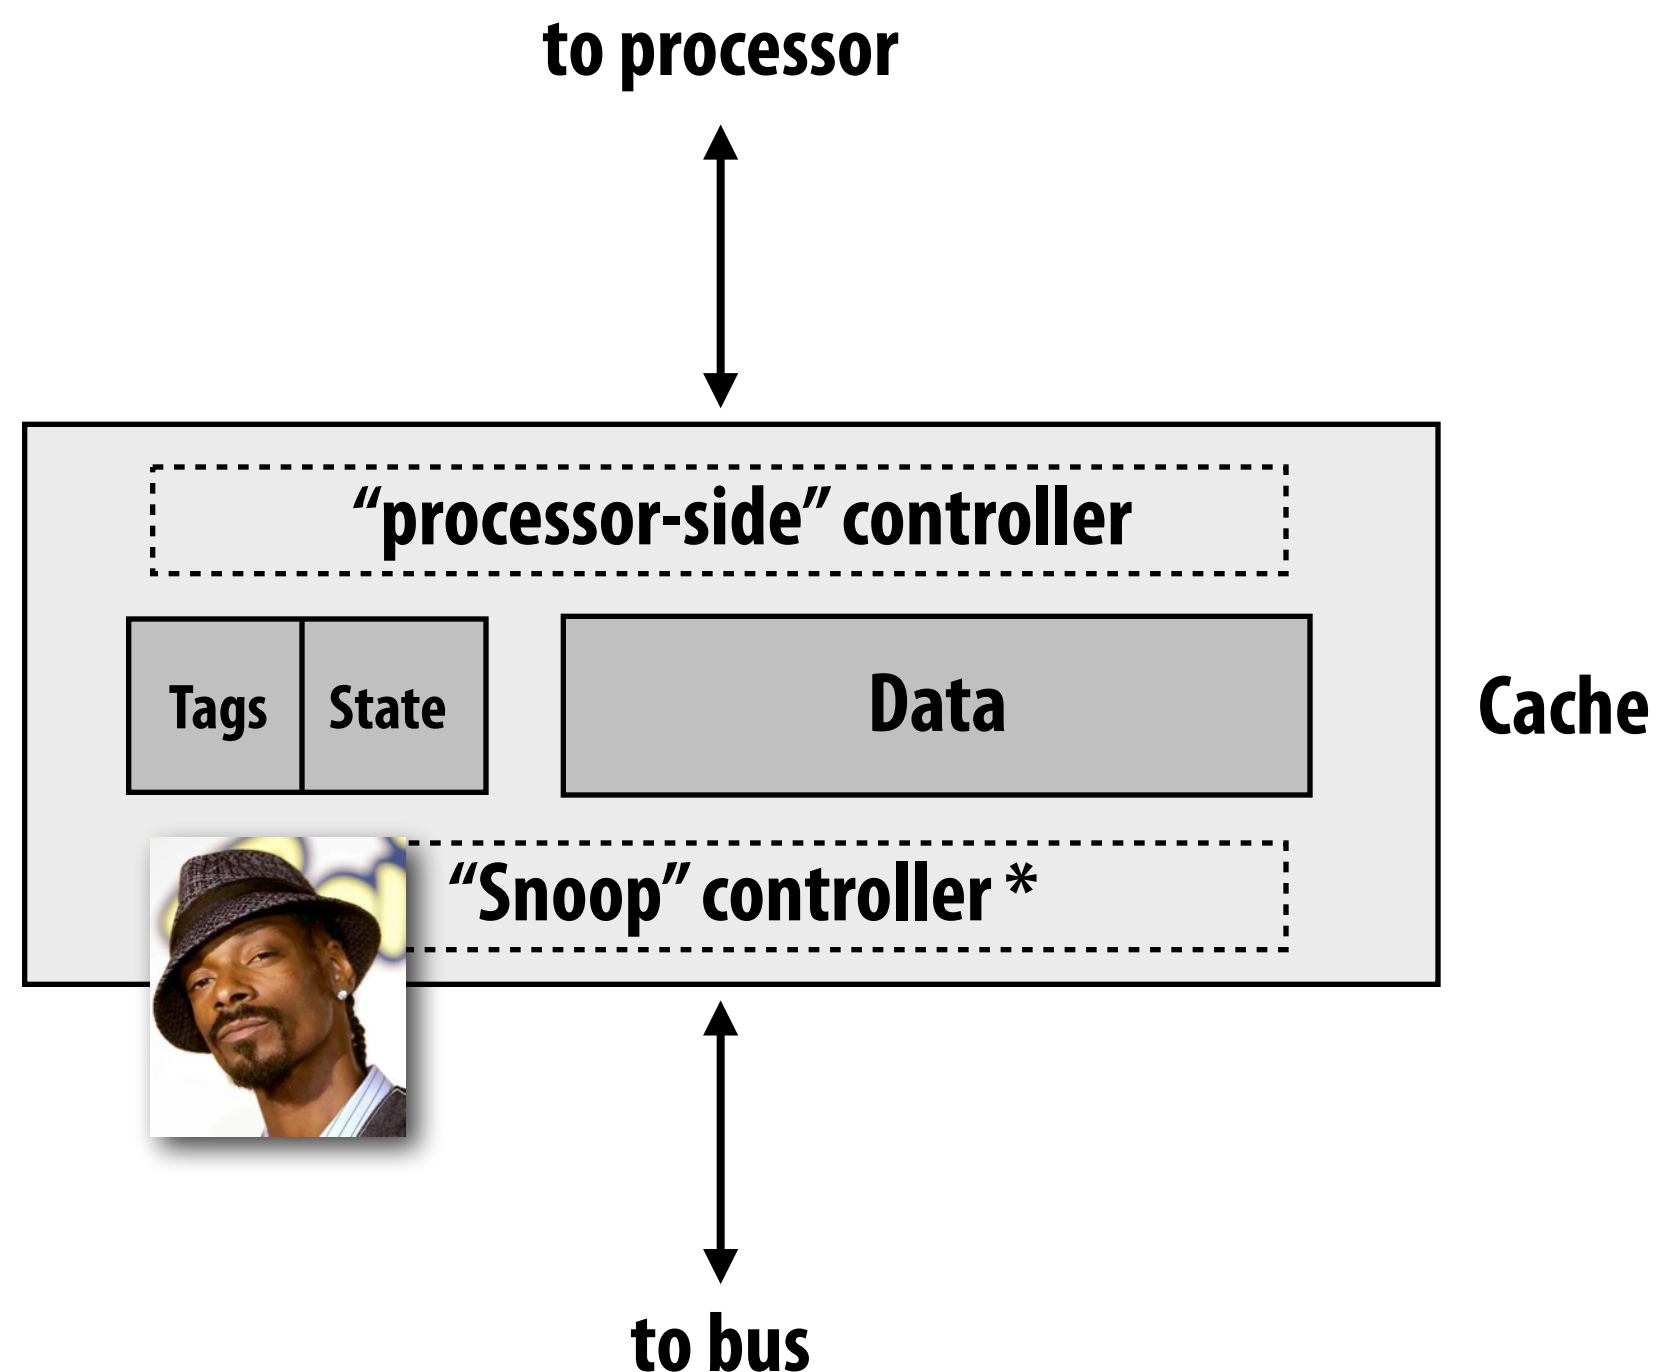 to processor
“processor-side” controller
Tags
State
Data
Cache
“Snoop” controller *
to bus